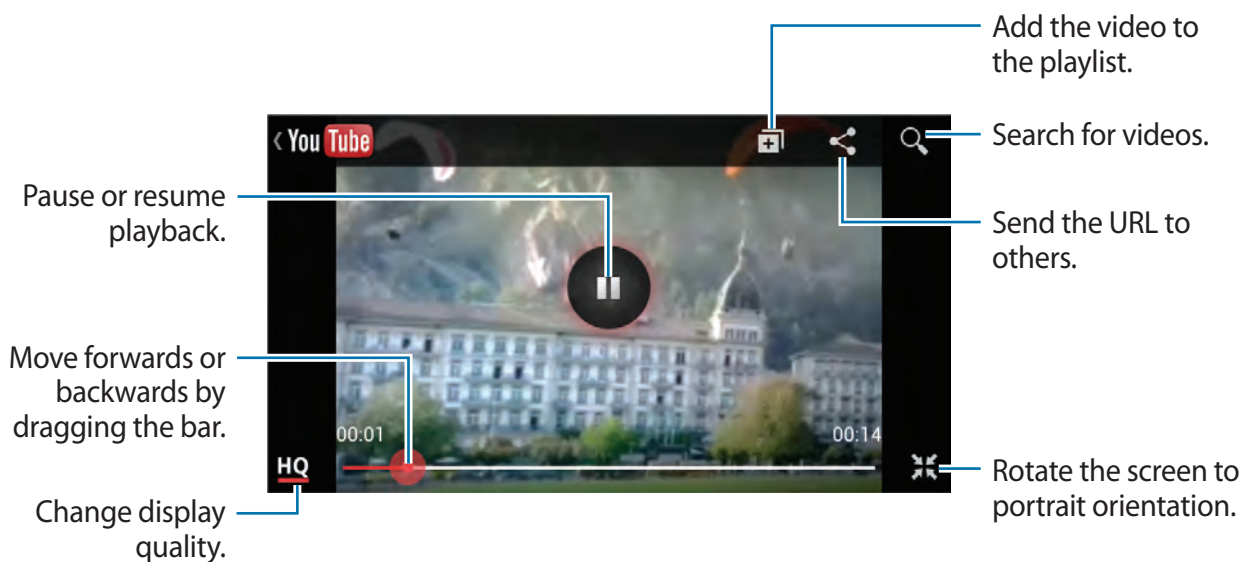 Add the video to
the playlist.
You Tube
Search for videos.
Pause or resume
playback.
Send the URL to
others.
Move forwards or
backwards by
dragging the bar.
00:01
00:14
HQ
Rotate the screen to
portrait orientation.
Change display
quality.